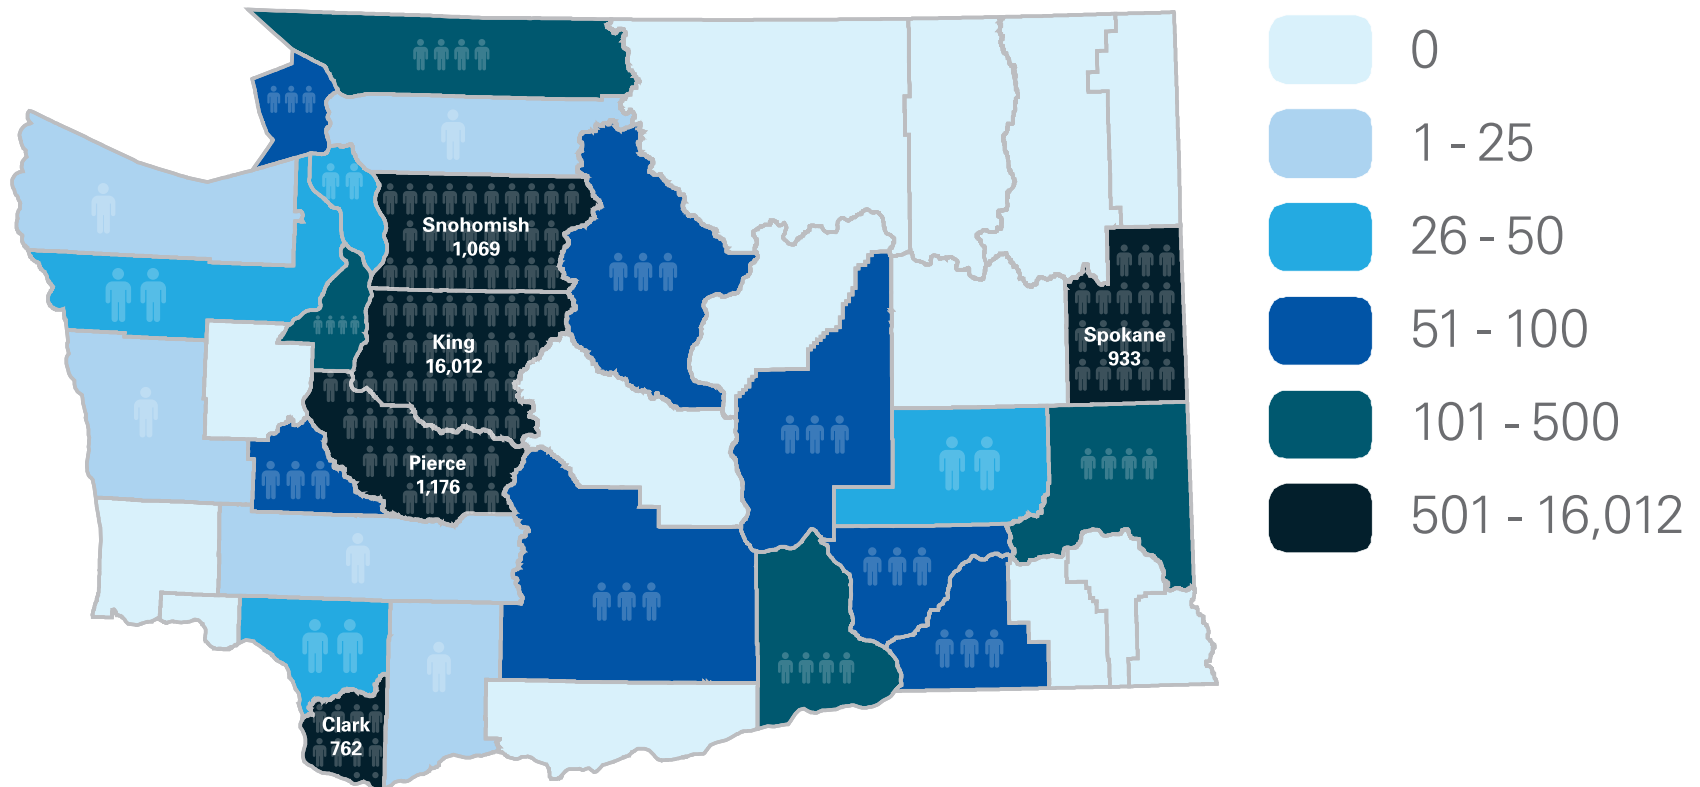 Snohomish
1,069
King
16,012
Pierce
1,176
Spokane
933
Clark
762
0
1 - 25
26 - 50
51 - 100
101 - 500
501 - 16,012